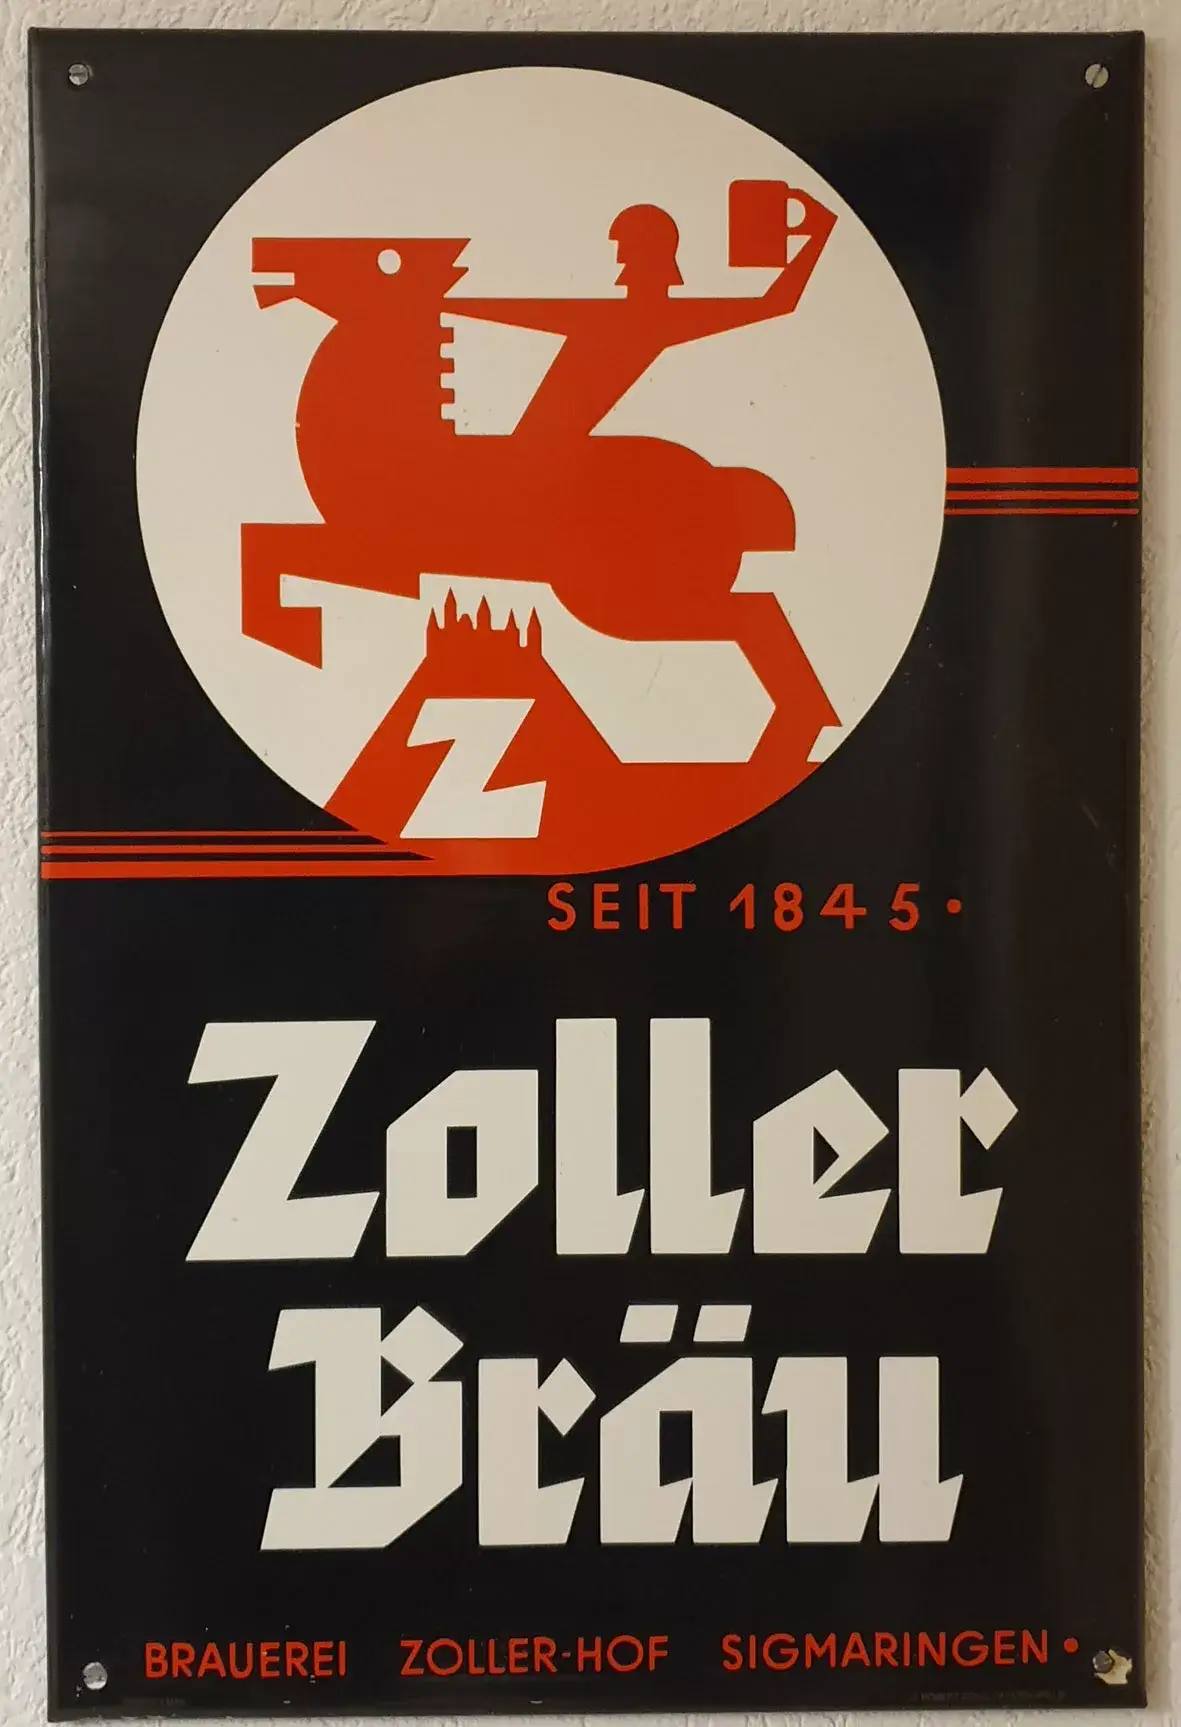 Z
SEIT 1845•
Zoller
Bräu
BRAUEREI ZOLLER-HOF SIGMARINGEN•